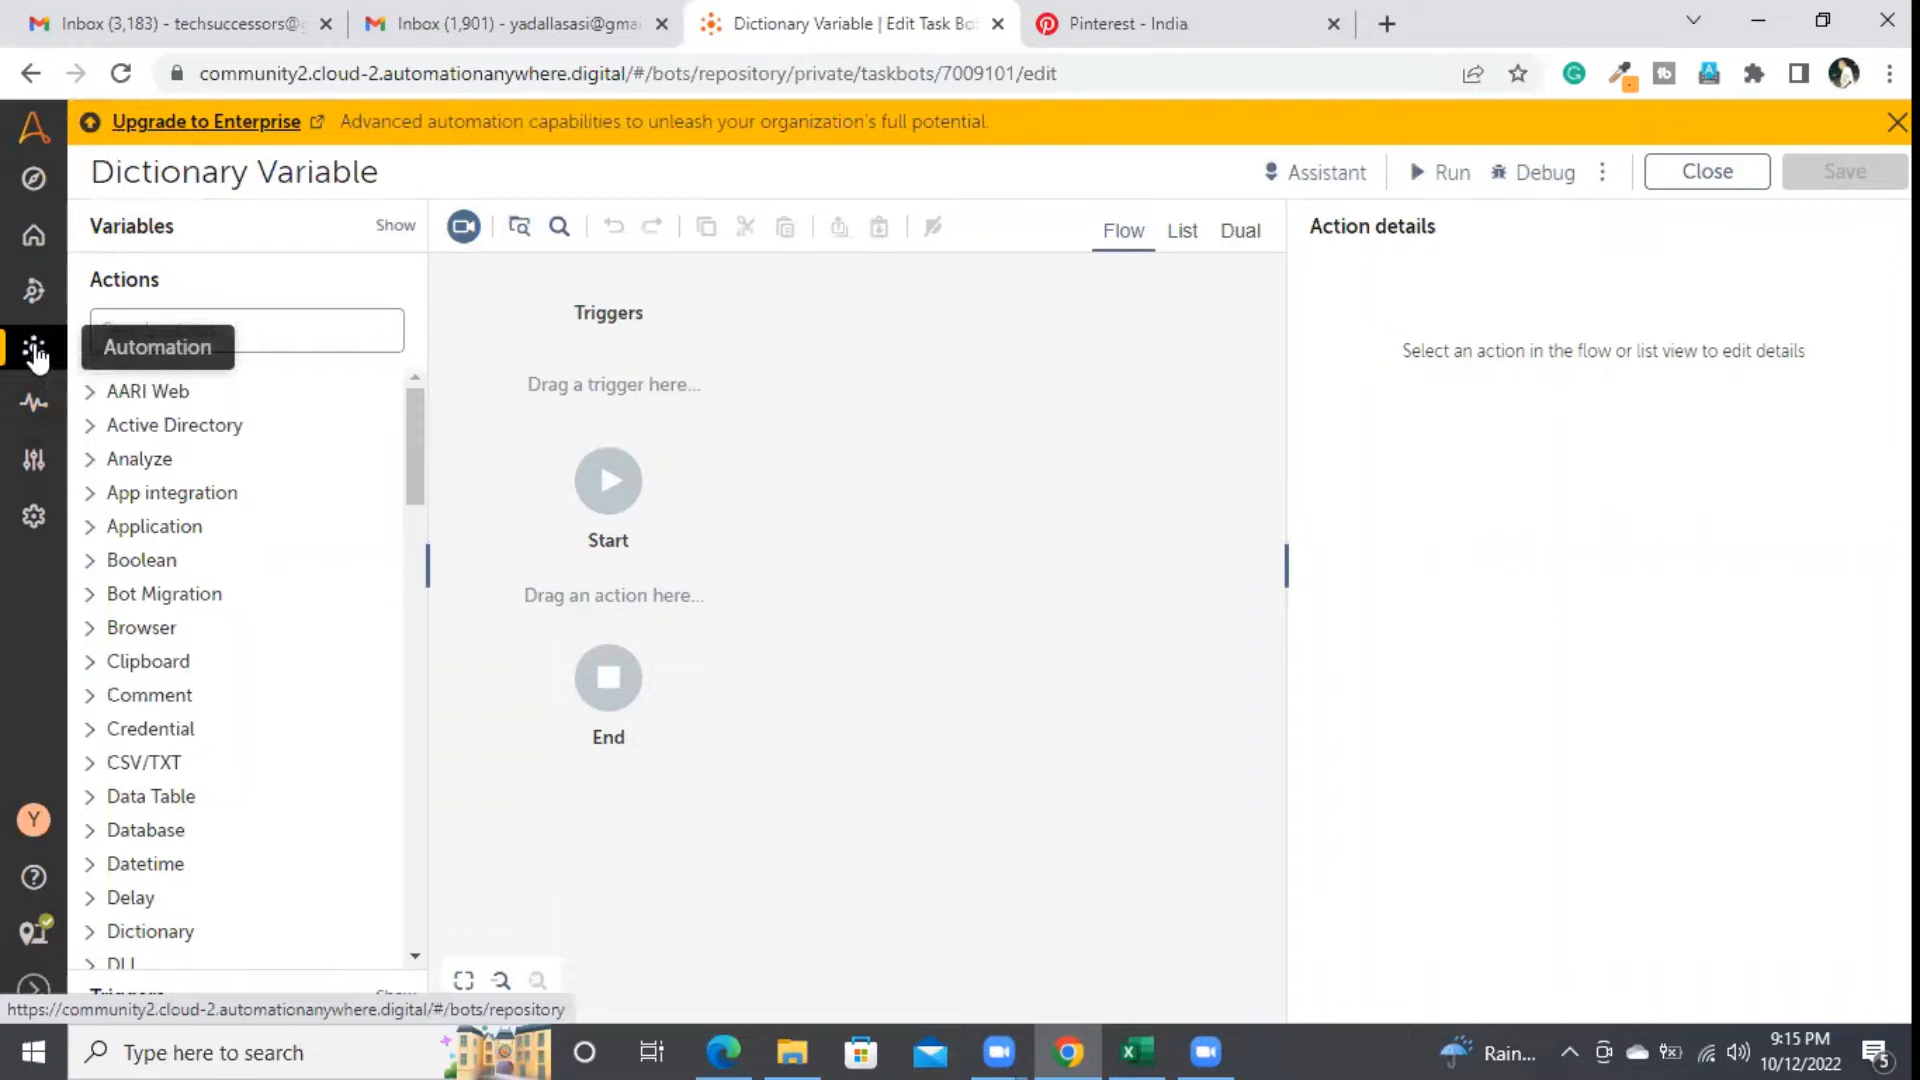 Inbox (3,183) - techsuccessors@
Inbox (1,901) - yadallasasi@gmai
Dictionary Variable | Edit Task Bo
Pinterest - India
community2.cloud-2.automationanywhere.digital/#/bots/repository/private/taskbots/7009101/edit
Upgrade to Enterprise
Advanced automation capabilities to unleash your organization's full potential.
Dictionary Variable
Assistant
Run
Debug
Close
Save
Variables
Show
Flow
List
Dual
Action details
Actions
Automation
AARI Web
Active Directory
Analyze
App integration
Application
Boolean
Bot Migration
Browser
Clipboard
Comment
Credential
CSV/TXT
Data Table
Database
Datetime
Delay
Dictionary
DLL
Triggers
Drag a trigger here...
Start
Drag an action here...
End
Select an action in the flow or list view to edit details
Y
Triggers
Show
https://community2.cloud-2.automationanywhere.digital/#/bots/repository
Type here to search
Rain...
9:15 PM
10/12/2022
5